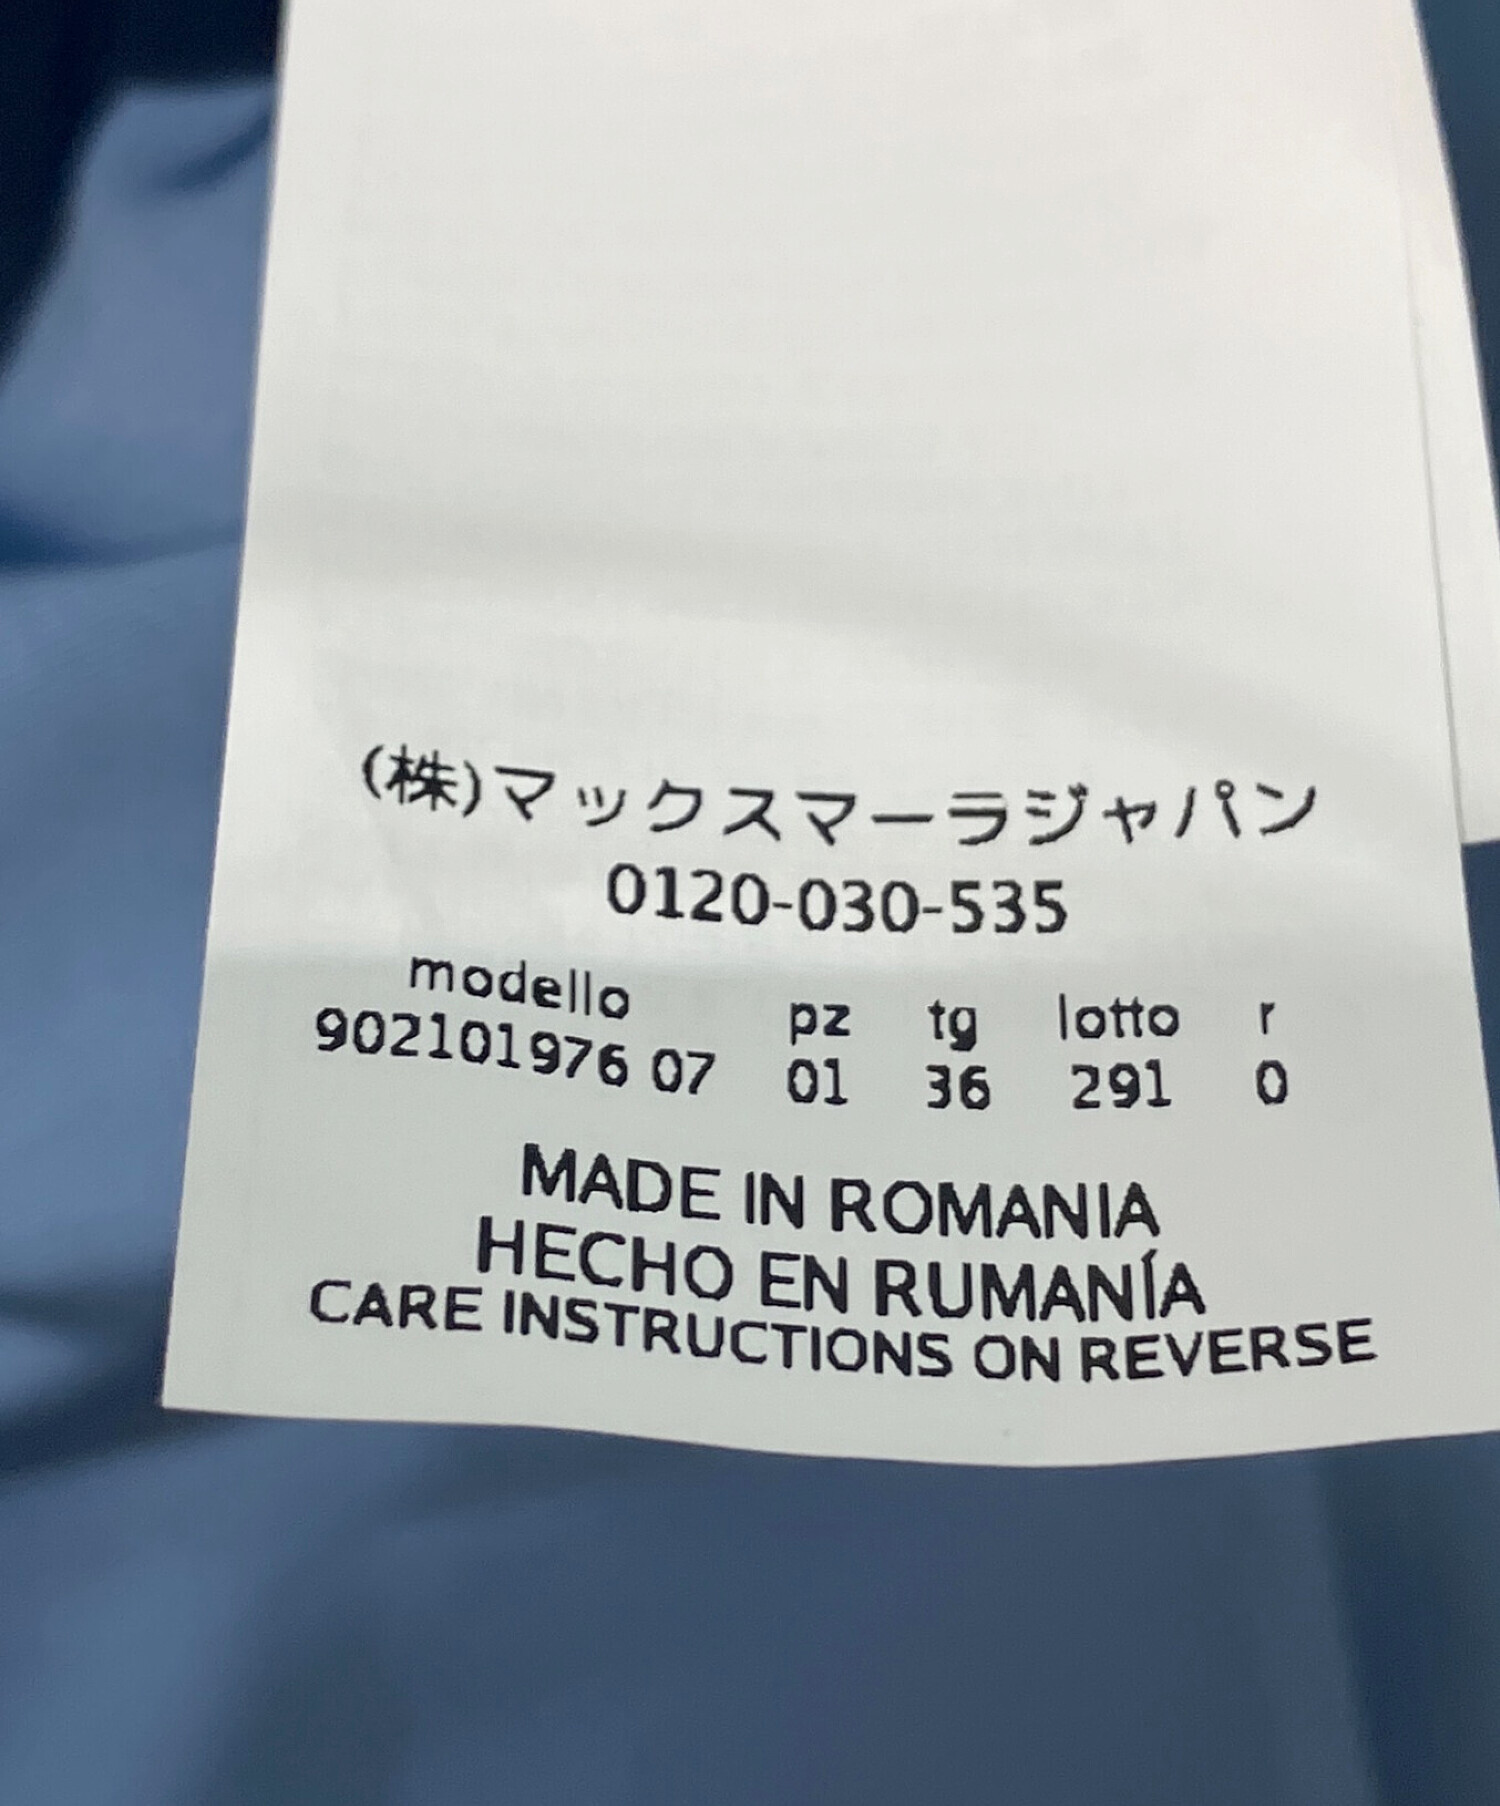 (株)マックスマーラジャパン
0120-030-535
modello pz tg lotto r
902101976 07 01 36 291 0
MADE IN ROMANIA
HECHO EN RUMANÍA
CARE INSTRUCTIONS ON REVERSE